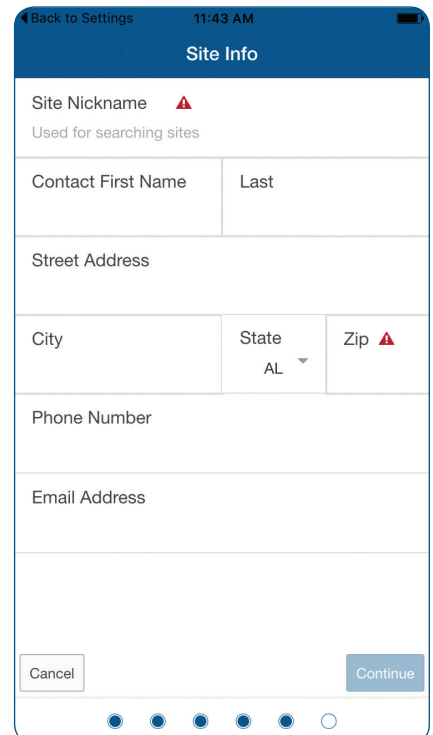 Back to Settings 11:43 AM
Site Info
Site Nickname
Used for searching sites
Contact First Name Last
Street Address
City State Zip
AL
Phone Number
Email Address
Cancel Continue